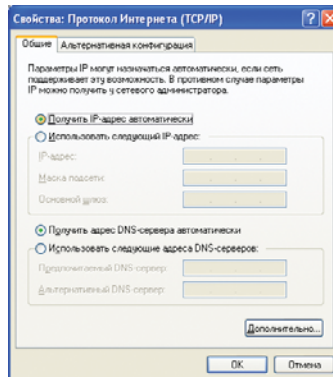 Свойства: Протокол Интернета (TCP/IP)
Общие
Альтернативная конфигурация
Параметры IP могут назначаться автоматически, если сеть
поддерживает эту возможность. В противном случае параметры
IP можно получить у сетевого администратора.
Получить IP-адрес автоматически
Использовать следующий IP-адрес:
IP-адрес:
Маска подсети:
Основной шлюз:
Получить адрес DNS-сервера автоматически
Использовать следующие адреса DNS-серверов:
Предпочитаемый DNS-сервер:
Альтернативный DNS-сервер:
Дополнительно...
OK
Отмена